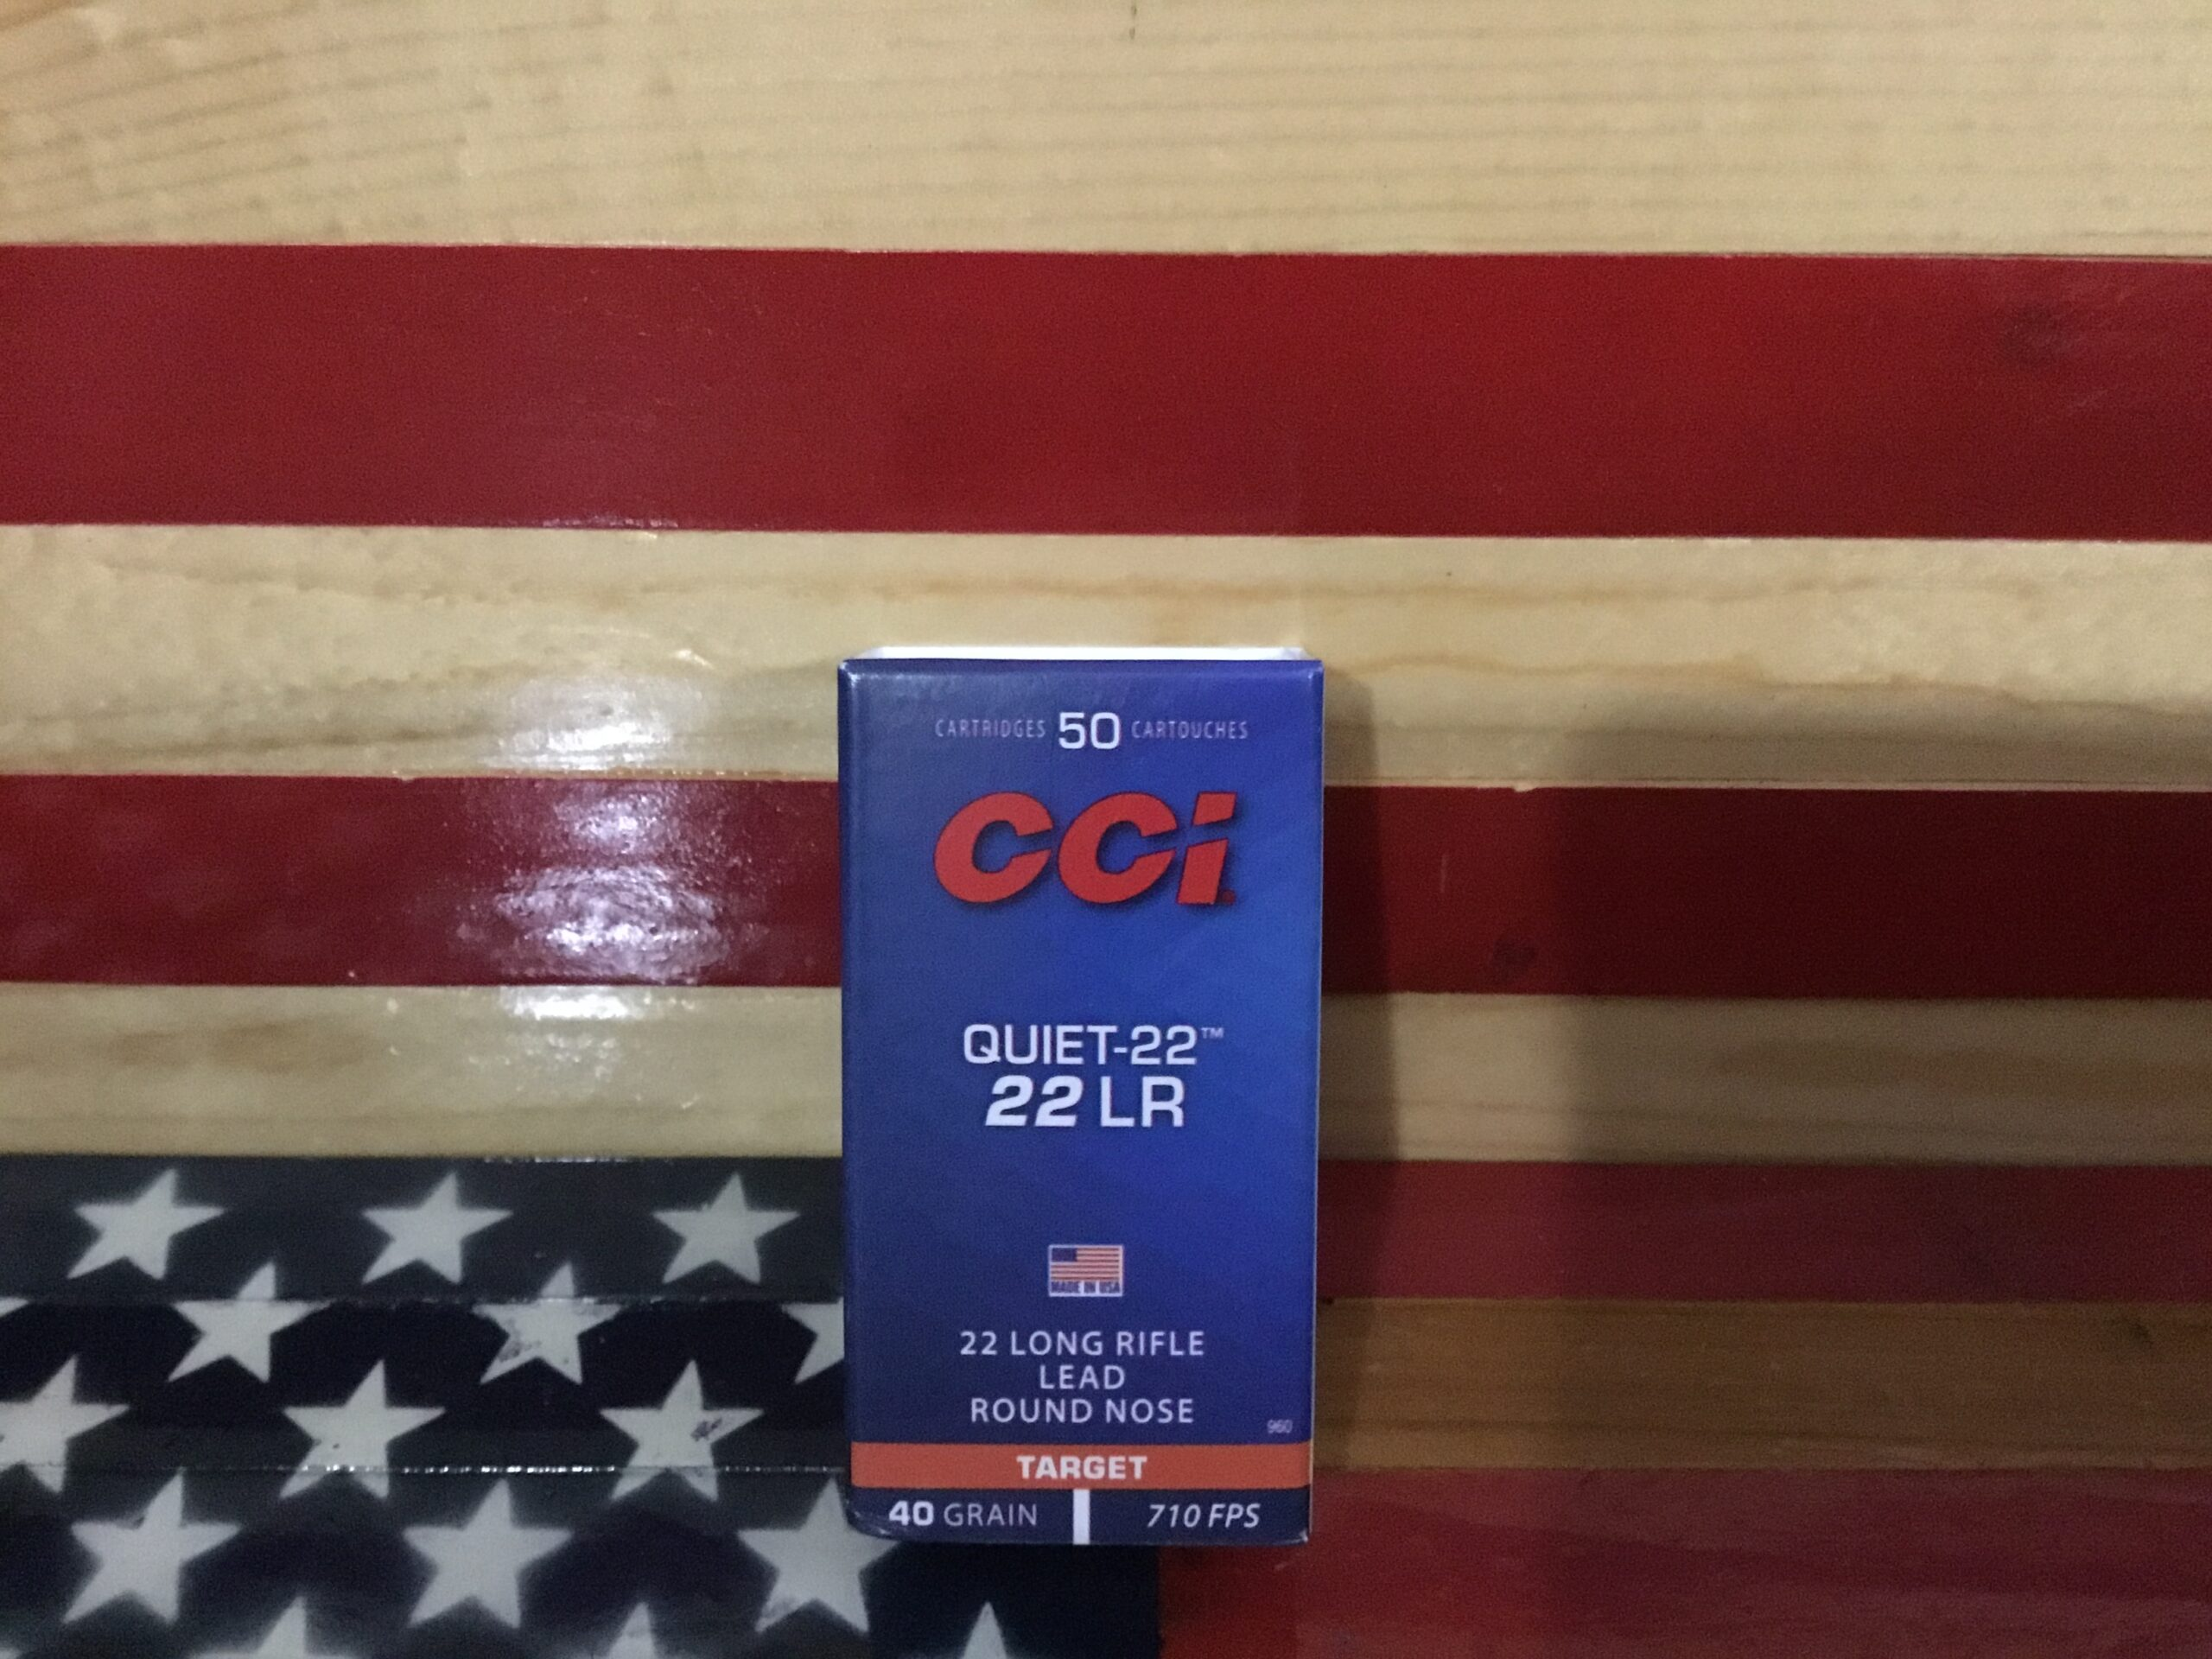 CARTRIDGES 50 CARTOUCHES
CCi
QUIET-22™
22 LR
MADE IN USA
22 LONG RIFLE
LEAD
ROUND NOSE
960
TARGET
40 GRAIN 710 FPS